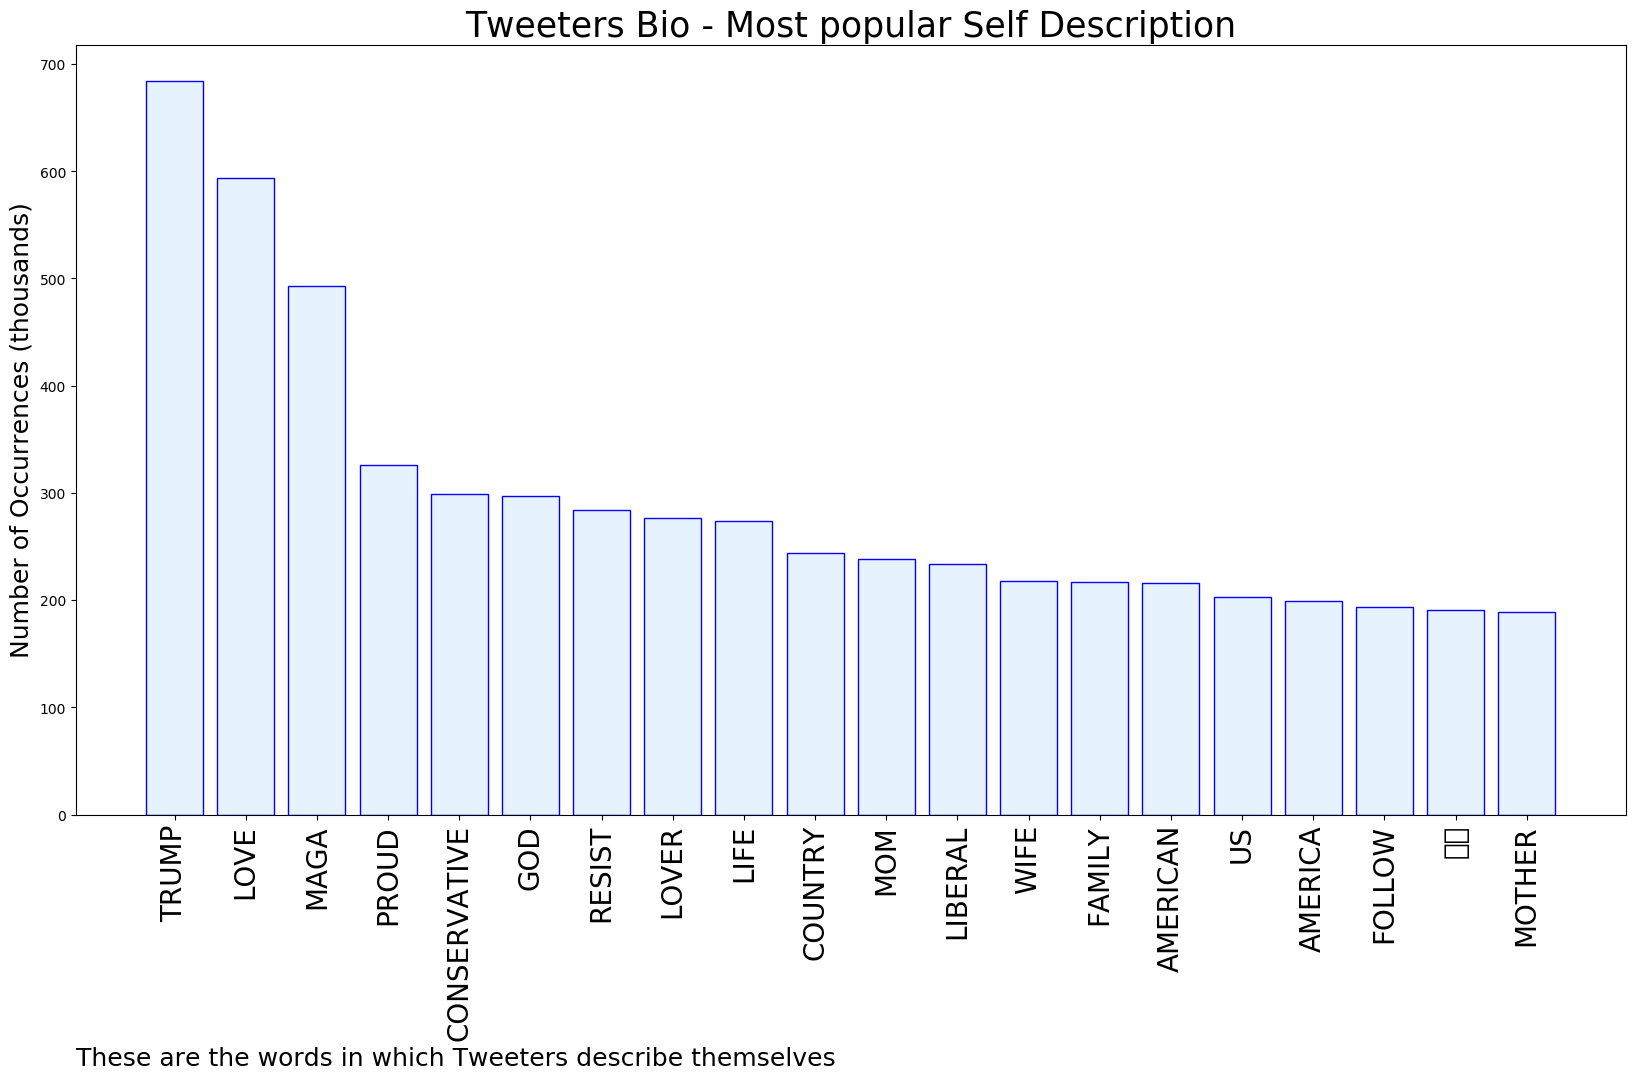 Tweeters Bio - Most popular Self Description
Number of Occurrences (thousands)
700
600
500
400
300
200
100
0
TRUMP
LOVE
MAGA
PROUD
CONSERVATIVE
GOD
RESIST
LOVER
LIFE
COUNTRY
MOM
LIBERAL
WIFE
FAMILY
AMERICAN
US
AMERICA
FOLLOW
MOTHER
These are the words in which Tweeters describe themselves